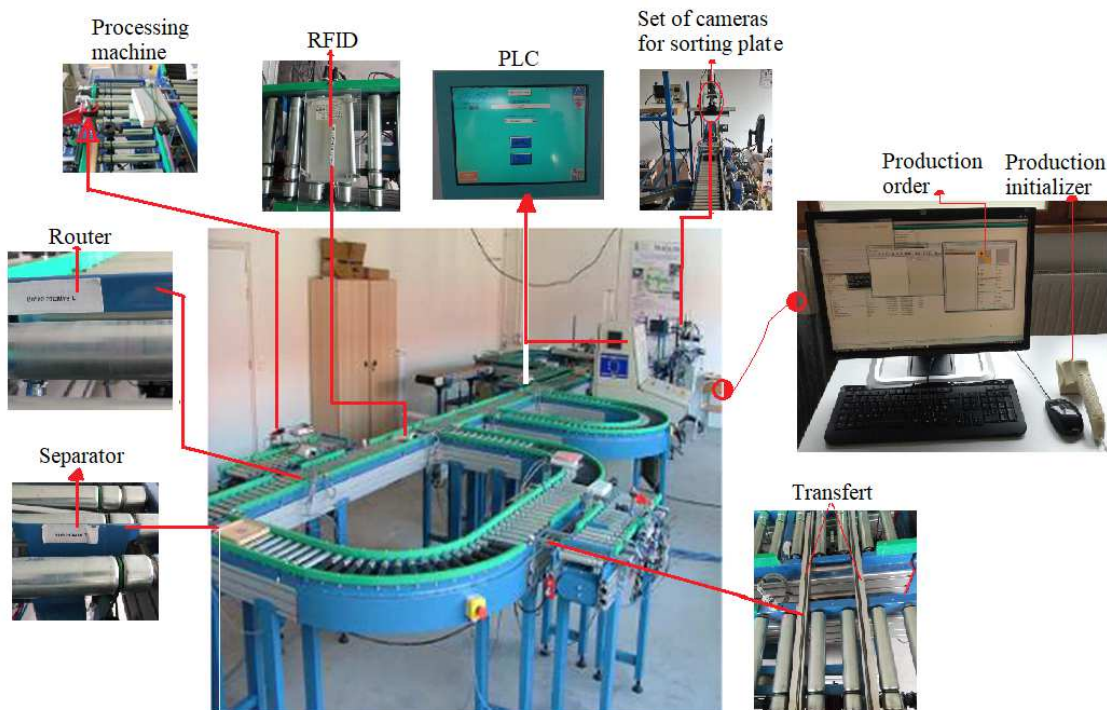 Processing
machine
RFID
PLC
Set of cameras
for sorting plate
Production
order
Production
initializer
Router
Separator
Transfert